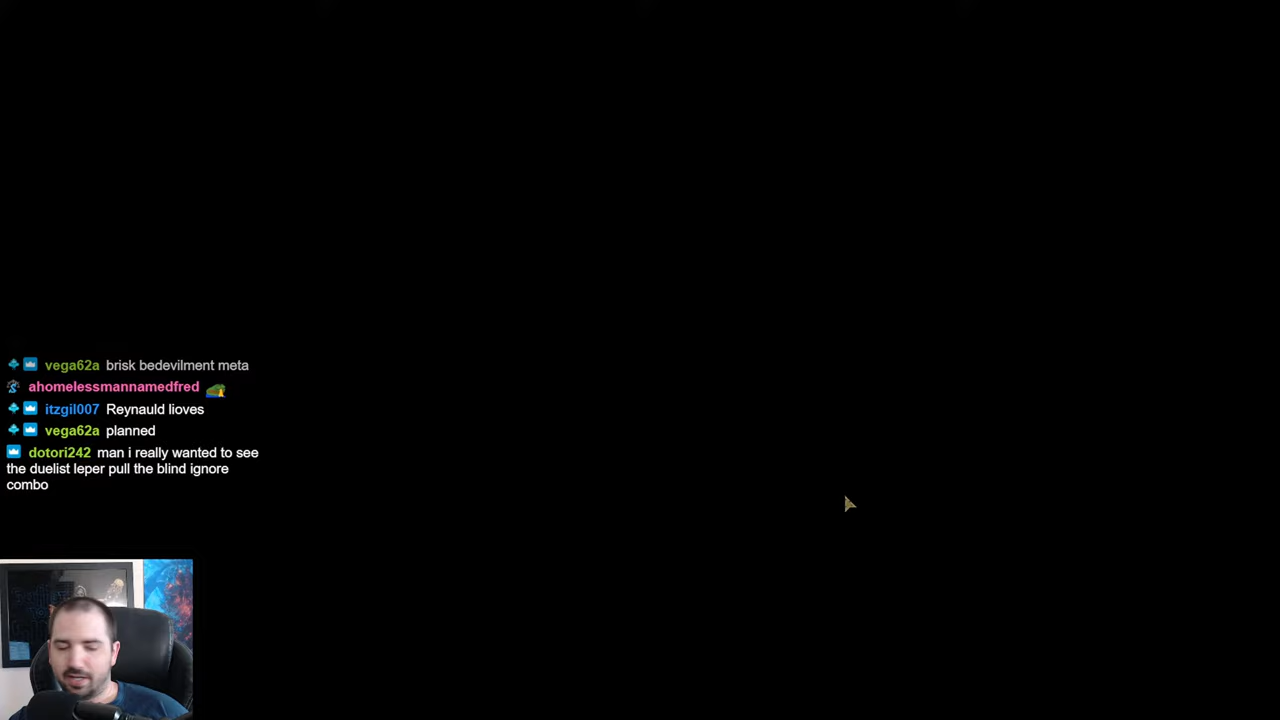 vega62a brisk bedevilment meta
ahomelessmannamedfred
itzgil007 Reynauld lioves
vega62a planned
dotori242 man i really wanted to see
the duelist leper pull the blind ignore
combo